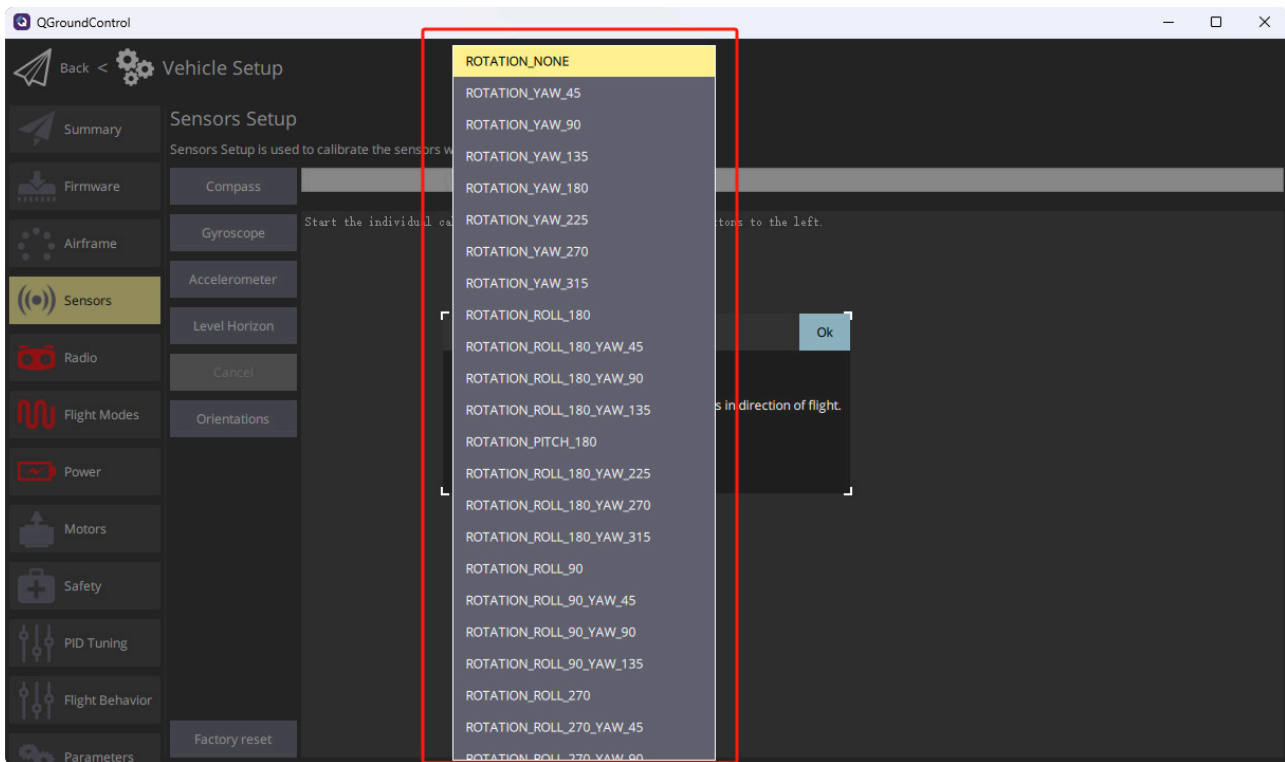 QGroundControl
Back < Vehicle Setup
Summary
Firmware
Airframe
Sensors
Radio
Flight Modes
Power
Motors
Safety
PID Tuning
Flight Behavior
Parameters
Sensors Setup
Sensors Setup is used to calibrate the sensors
Compass
Gyroscope
Accelerometer
Level Horizon
Cancel
Orientations
Factory reset
Start the individual
to the left.
ROTATION_NONE
ROTATION_YAW_45
ROTATION_YAW_90
ROTATION_YAW_135
ROTATION_YAW_180
ROTATION_YAW_225
ROTATION_YAW_270
ROTATION_YAW_315
ROTATION_ROLL_180
ROTATION_ROLL_180_YAW_45
ROTATION_ROLL_180_YAW_90
ROTATION_ROLL_180_YAW_135
ROTATION_PITCH_180
ROTATION_ROLL_180_YAW_225
ROTATION_ROLL_180_YAW_270
ROTATION_ROLL_180_YAW_315
ROTATION_ROLL_90
ROTATION_ROLL_90_YAW_45
ROTATION_ROLL_90_YAW_90
ROTATION_ROLL_90_YAW_135
ROTATION_ROLL_270
ROTATION_ROLL_270_YAW_45
ROTATION_ROLL_270_YAW_90
Ok
in direction of flight.